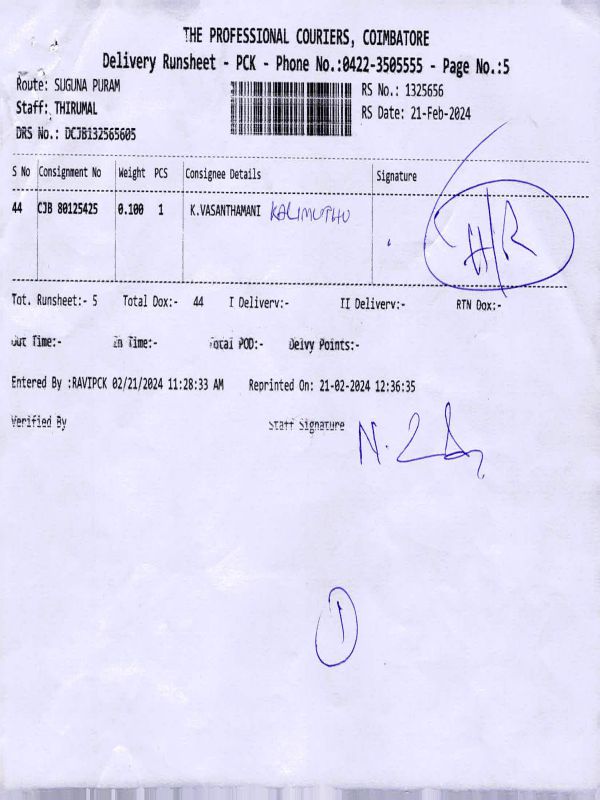 THE PROFESSIONAL COURIERS, COIMBATORE
Delivery Runsheet - PCK - Phone No.:0422-3505555 - Page No.:5
Route: SUGUNA PURAM
RS No.: 1325656
Staff: THIRUMAL
RS Date: 21-Feb-2024
DRS No.: DCJB132565605
S No Consignment No Weight PCS Consignee Details Signature
44 CJB 80125425 0.100 1 K.VASANTHAMANI KALIMUTHU
H/R
Tot. Runsheet:- 5 Total Dox:- 44 I Delivery:- II Delivery:- RTN Dox:-
Out Time:- In Time:- Total POD:- Delvy Points:-
Entered By :RAVIPCK 02/21/2024 11:28:33 AM Reprinted On: 21-02-2024 12:36:35
Verified By Staff Signature
1